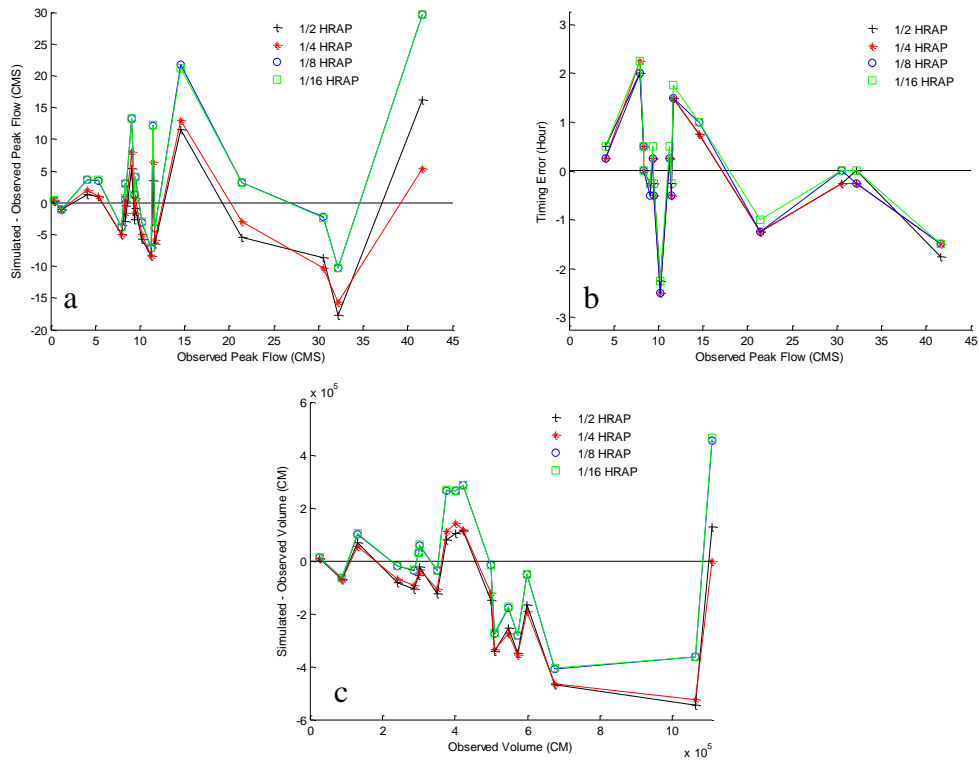 30
25
20
15
10
5
0
-5
-10
-15
-20
Simulated - Observed Peak Flow (CMS)
1/2 HRAP
1/4 HRAP
1/8 HRAP
1/16 HRAP
a
0 5 10 15 20 25 30 35 40 45
Observed Peak Flow (CMS)
3
2
1
0
-1
-2
-3
Timing Error (Hour)
1/2 HRAP
1/4 HRAP
1/8 HRAP
1/16 HRAP
b
0 5 10 15 20 25 30 35 40 45
Observed Peak Flow (CMS)
x 10^5
6
4
2
0
-2
-4
-6
Simulated - Observed Volume (CM)
1/2 HRAP
1/4 HRAP
1/8 HRAP
1/16 HRAP
c
0 2 4 6 8 10
Observed Volume (CM)
x 10^5